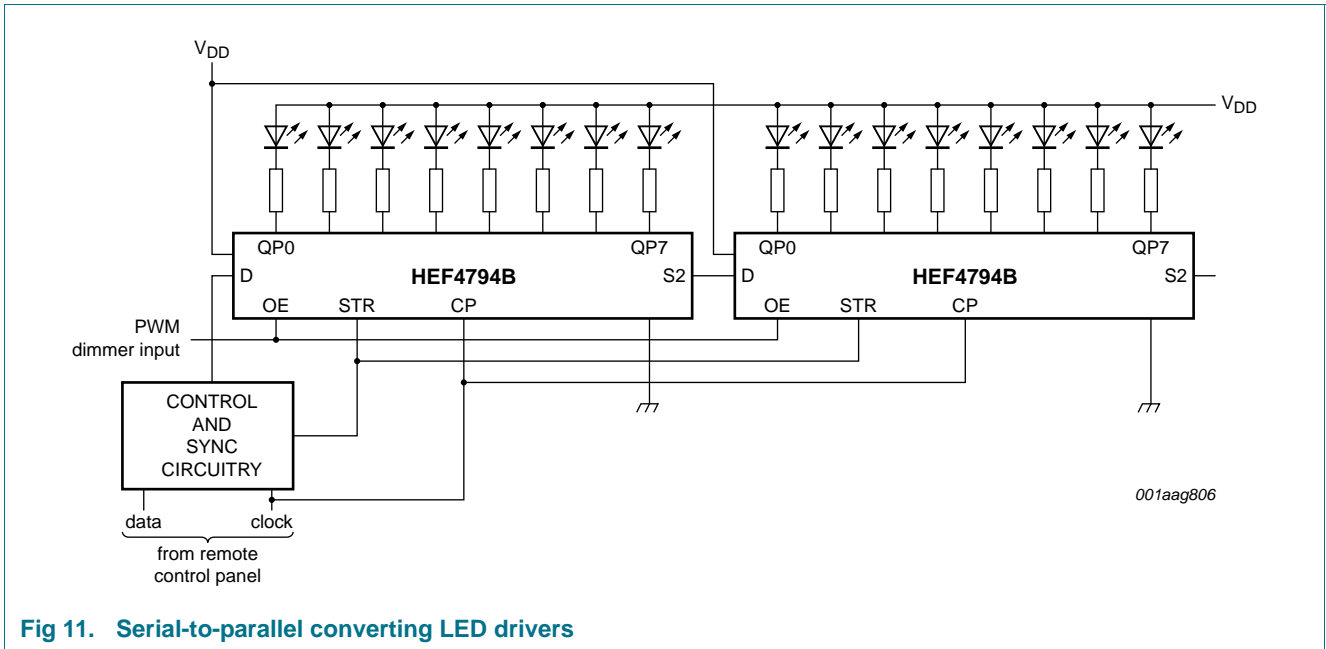 VDD
VDD
QP0 QP7
D HEF4794B S2
OE STR CP
QP0 QP7
D HEF4794B S2
OE STR CP
PWM
dimmer input
CONTROL
AND
SYNC
CIRCUITRY
data clock
from remote
control panel
001aag806
Fig 11. Serial-to-parallel converting LED drivers